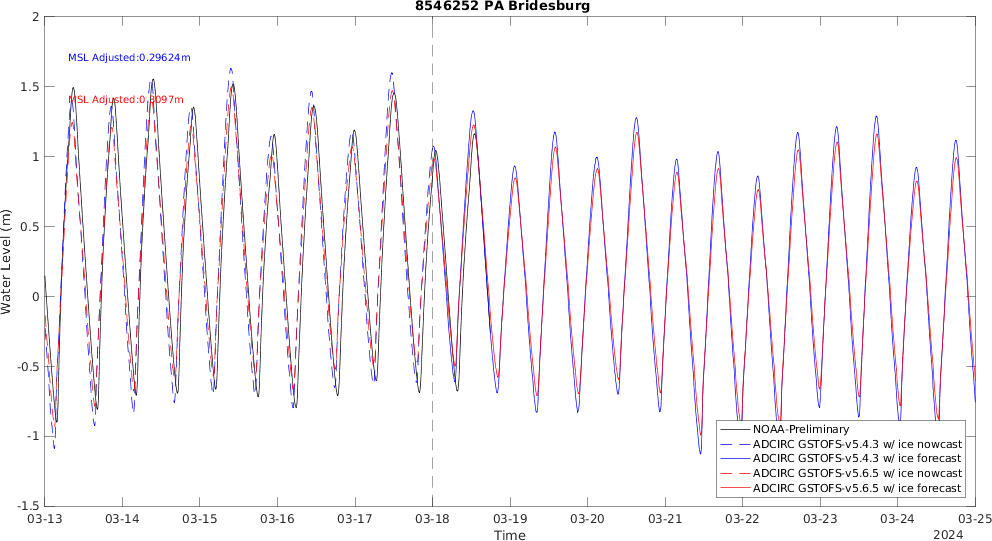 8546252 PA Bridesburg
2
1.5
1
0.5
0
-0.5
-1
-1.5
Water Level (m)
MSL Adjusted:0.29624m
MSL Adjusted:0.3097m
NOAA-Preliminary
ADCIRC GSTOFS-v5.4.3 w/ ice nowcast
ADCIRC GSTOFS-v5.4.3 w/ ice forecast
ADCIRC GSTOFS-v5.6.5 w/ ice nowcast
ADCIRC GSTOFS-v5.6.5 w/ ice forecast
03-13 03-14 03-15 03-16 03-17 03-18 03-19 03-20 03-21 03-22 03-23 03-24 03-25
Time
2024